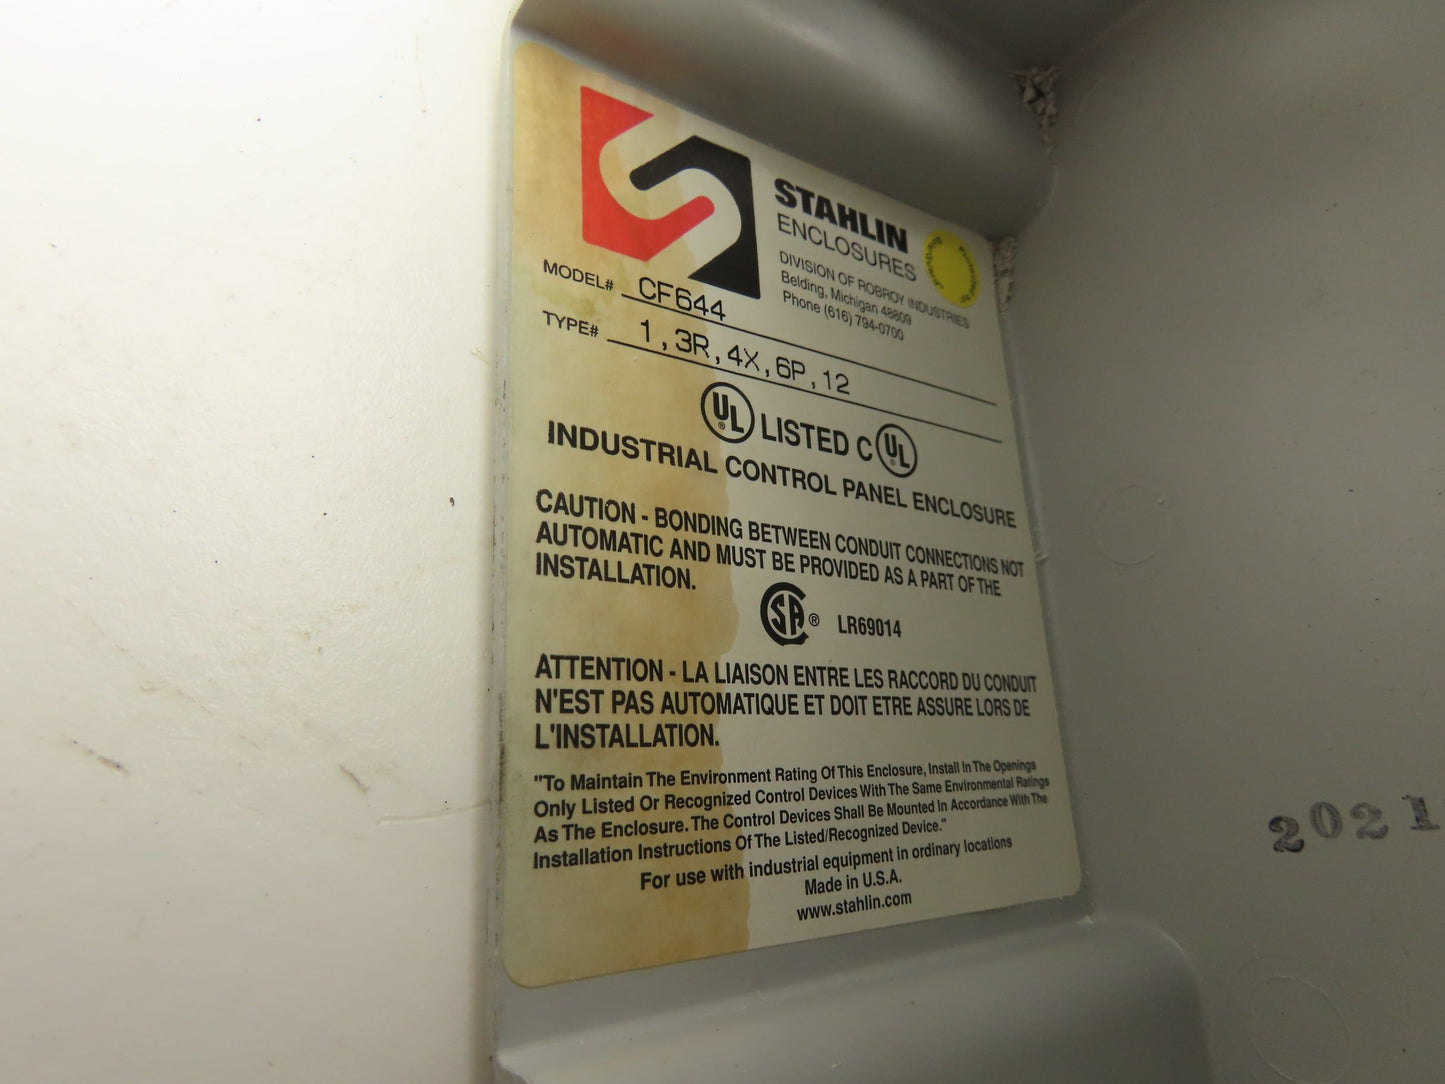 STAHLIN
ENCLOSURES
DIVISION OF ROBROY INDUSTRIES
Belding, Michigan 48809
Phone (616) 794-0700
Protected by
MODEL# CF644
TYPE# 1,3R,4X,6P,12
UL® LISTED C UL®
INDUSTRIAL CONTROL PANEL ENCLOSURE
CAUTION - BONDING BETWEEN CONDUIT CONNECTIONS NOT
AUTOMATIC AND MUST BE PROVIDED AS A PART OF THE
INSTALLATION.
SA® LR69014
ATTENTION - LA LIAISON ENTRE LES RACCORD DU CONDUIT
N'EST PAS AUTOMATIQUE ET DOIT ETRE ASSURE LORS DE
L'INSTALLATION.
"To Maintain The Environment Rating Of This Enclosure, Install In The Openings
Only Listed Or Recognized Control Devices With The Same Environmental Ratings
As The Enclosure. The Control Devices Shall Be Mounted In Accordance With The
Installation Instructions Of The Listed/Recognized Device."
For use with industrial equipment in ordinary locations
Made in U.S.A.
www.stahlin.com
2021